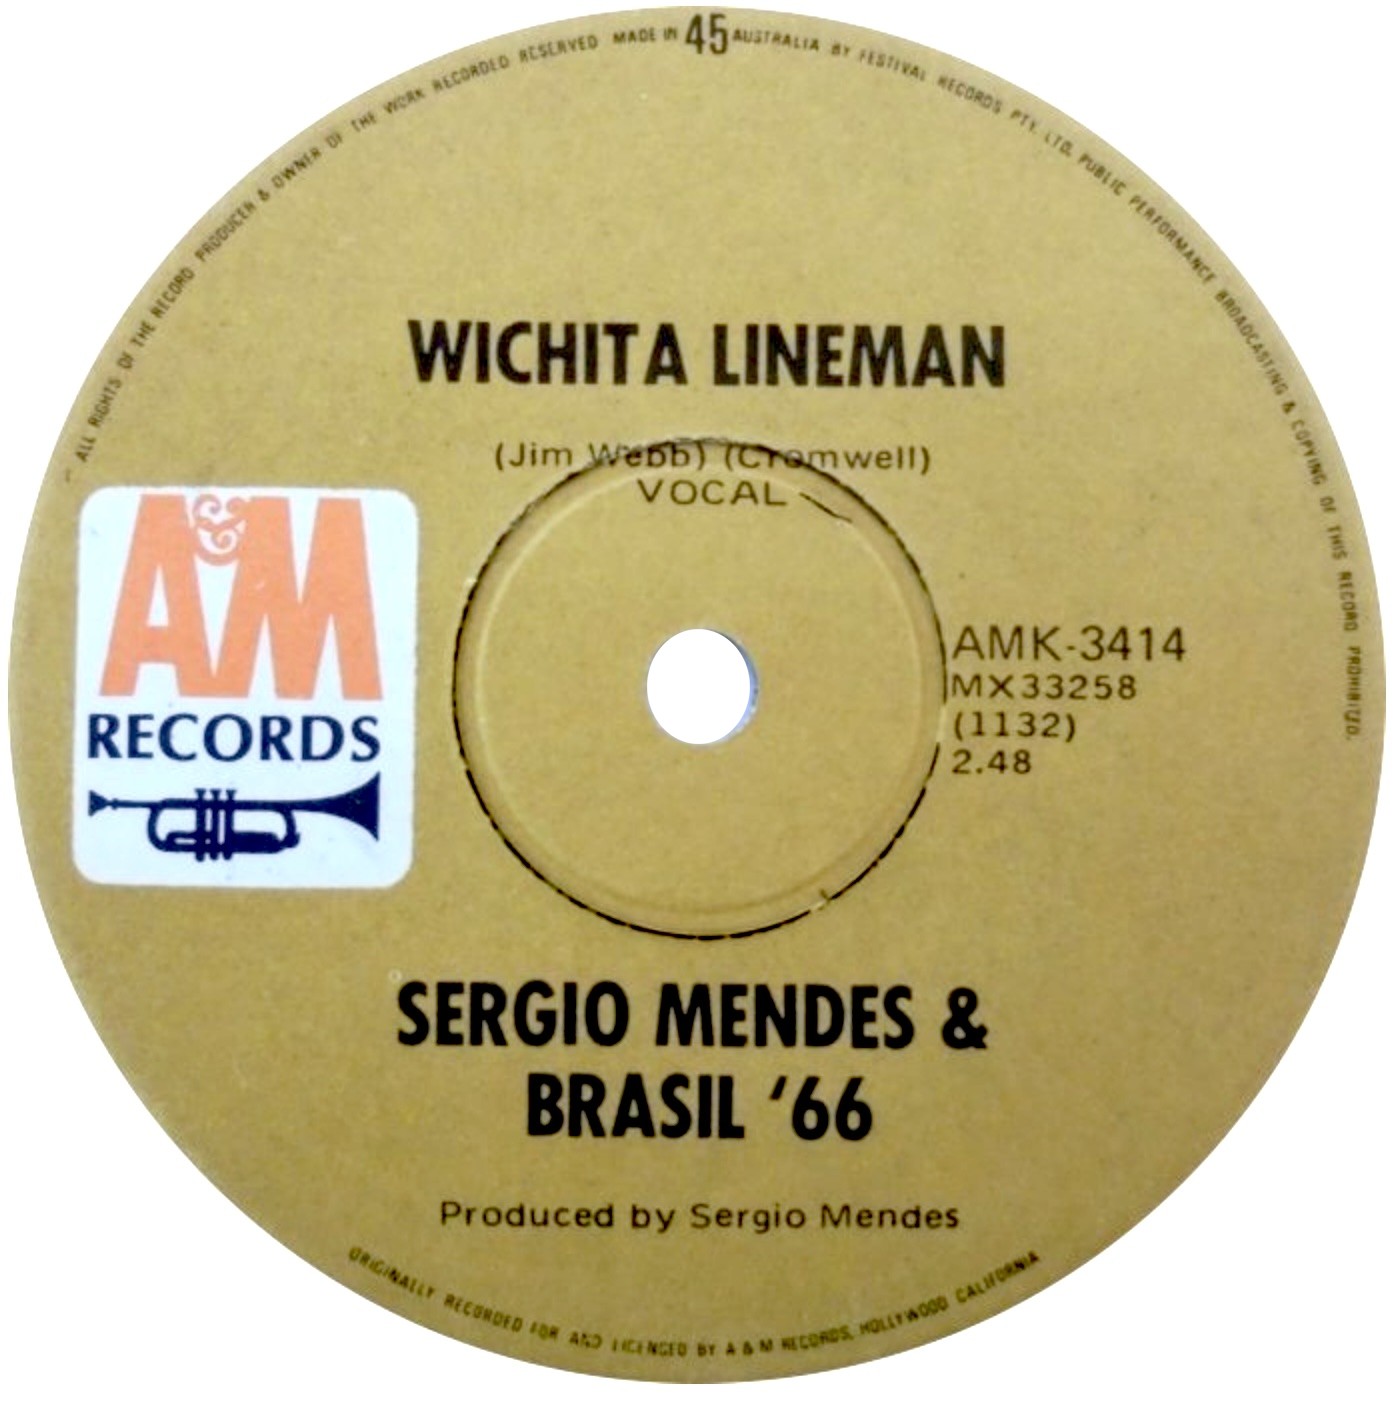 ALL RIGHTS OF THE RECORD PRODUCER & OWNER OF THE WORK RECORDED RESERVED MADE IN 45 AUSTRALIA BY FESTIVAL RECORDS PTY. LTD. PUBLIC PERFORMANCE BROADCASTING & COPYING OF THIS RECORD PROHIBITED.
WICHITA LINEMAN
(Jim Webb) (Cromwell)
VOCAL
A&M
RECORDS
AMK-3414
MX33258
(1132)
2.48
SERGIO MENDES &
BRASIL '66
Produced by Sergio Mendes
ORIGINALLY RECORDED FOR AND LICENSED BY A & M RECORDS, HOLLYWOOD CALIFORNIA